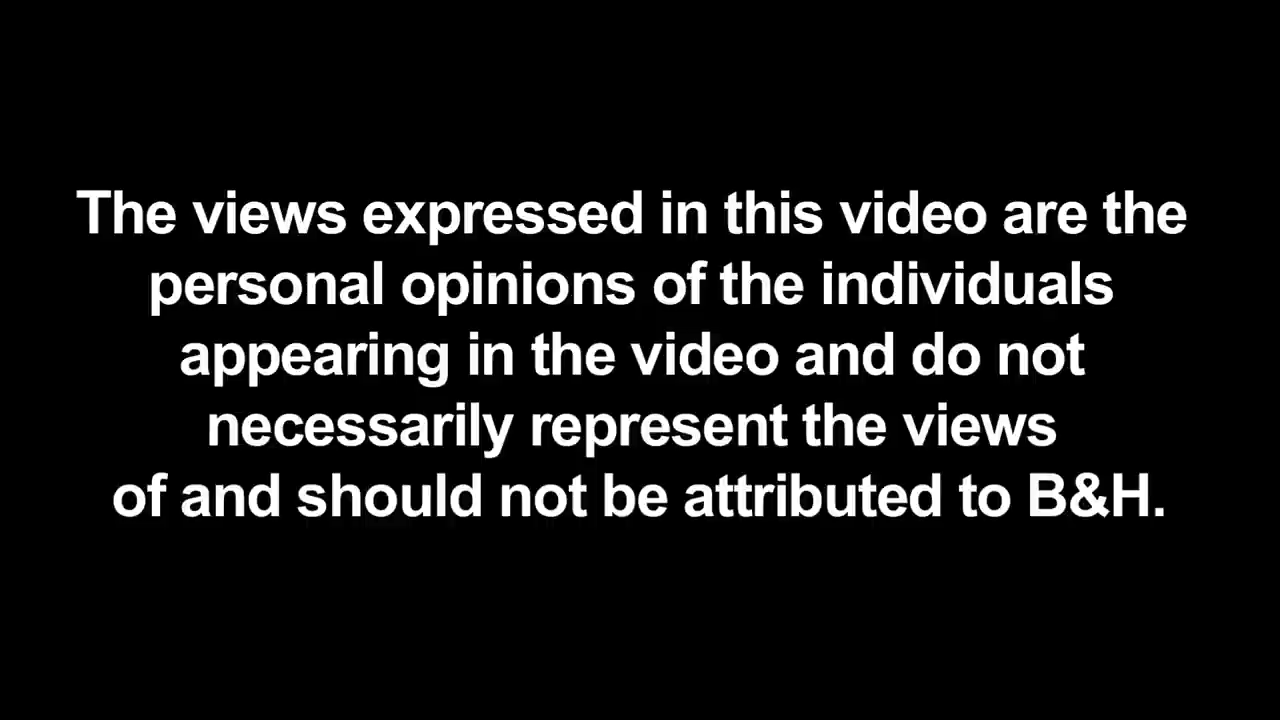 The views expressed in this video are the
personal opinions of the individuals
appearing in the video and do not
necessarily represent the views
of and should not be attributed to B&H.